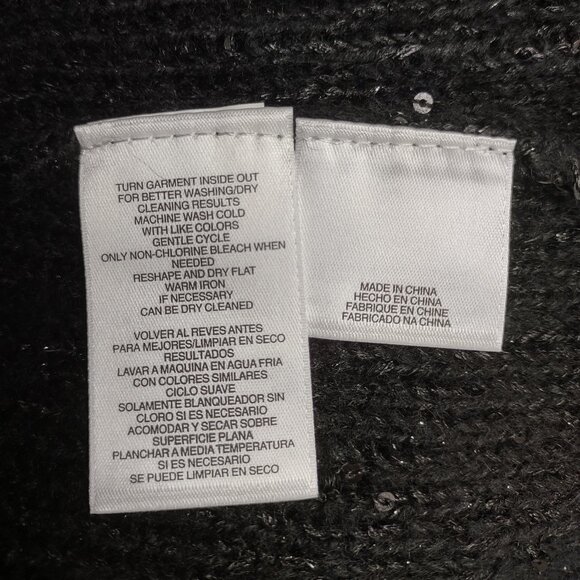 TURN GARMENT INSIDE OUT
FOR BETTER WASHING/DRY
CLEANING RESULTS
MACHINE WASH COLD
WITH LIKE COLORS
GENTLE CYCLE
ONLY NON-CHLORINE BLEACH WHEN
NEEDED
RESHAPE AND DRY FLAT
WARM IRON
IF NECESSARY
CAN BE DRY CLEANED
VOLVER AL REVES ANTES
PARA MEJORES/LIMPIAR EN SECO
RESULTADOS
LAVAR A MAQUINA EN AGUA FRIA
CON COLORES SIMILARES
CICLO SUAVE
SOLAMENTE BLANQUEADOR SIN
CLORO SI ES NECESARIO
ACOMODAR Y SECAR SOBRE
SUPERFICIE PLANA
PLANCHAR A MEDIA TEMPERATURA
SI ES NECESARIO
SE PUEDE LIMPIAR EN SECO
MADE IN CHINA
HECHO EN CHINA
FABRIQUE EN CHINE
FABRICADO NA CHINA